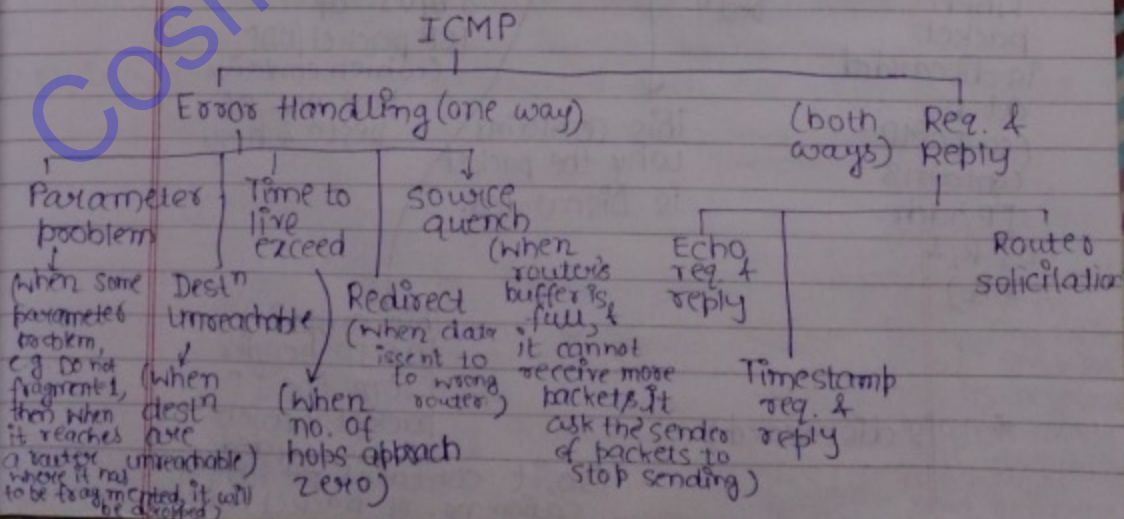 Cosh
ICMP
Error Handling (one way)
(both ways) Req. & Reply
Parameter
problem
(when some
parameter
problem,
e.g Do not
fragment 1,
then when
it reaches
a router
where it has
to be fragmented, it will
be dropped)
Destⁿ
unreachable
(when
destⁿ
are
unreachable)
Time to
live
exceed
(when
no. of
hops approach
zero)
Redirect
(when data
is sent to
to wrong
router)
source
quench
(when
router's
buffer is
full, &
it cannot
receive more
packets, it
ask the sender
of packets to
stop sending)
Echo
req. &
reply
Timestamp
req. &
reply
Router
solicilation